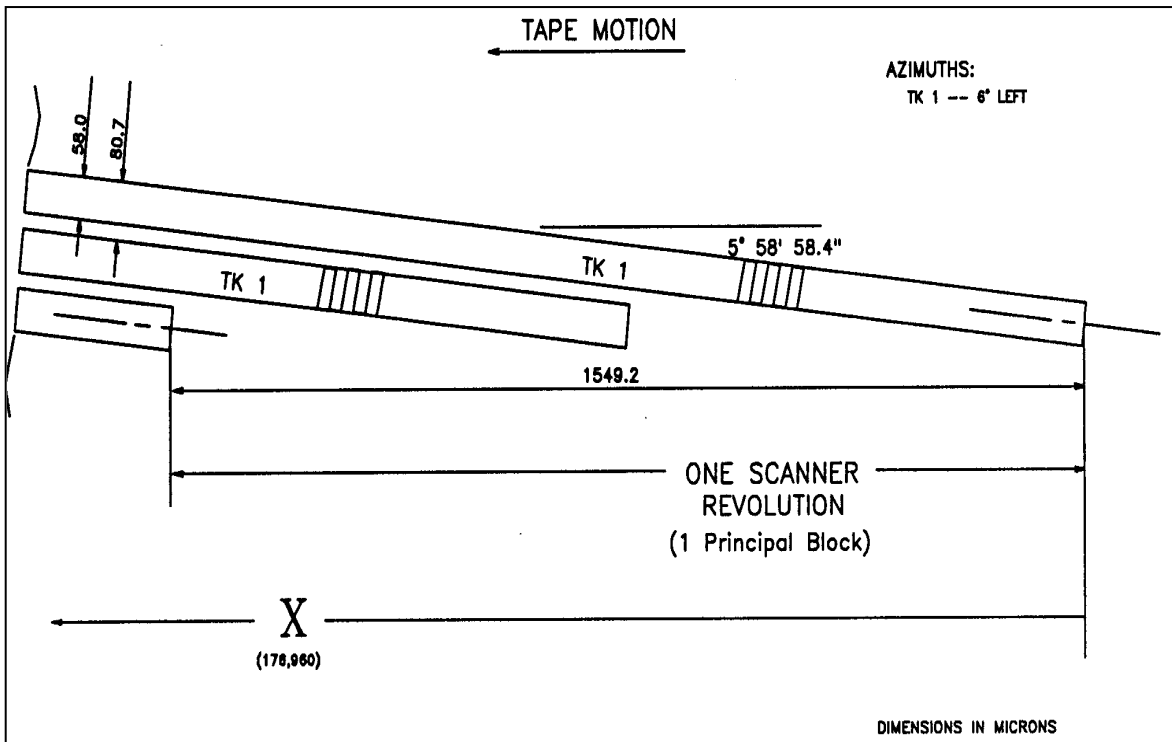 TAPE MOTION
AZIMUTHS:
TK 1 -- 6° LEFT
58.0
80.7
5° 58' 58.4"
TK 1
TK 1
1549.2
ONE SCANNER
REVOLUTION
(1 Principal Block)
X
(176,960)
DIMENSIONS IN MICRONS